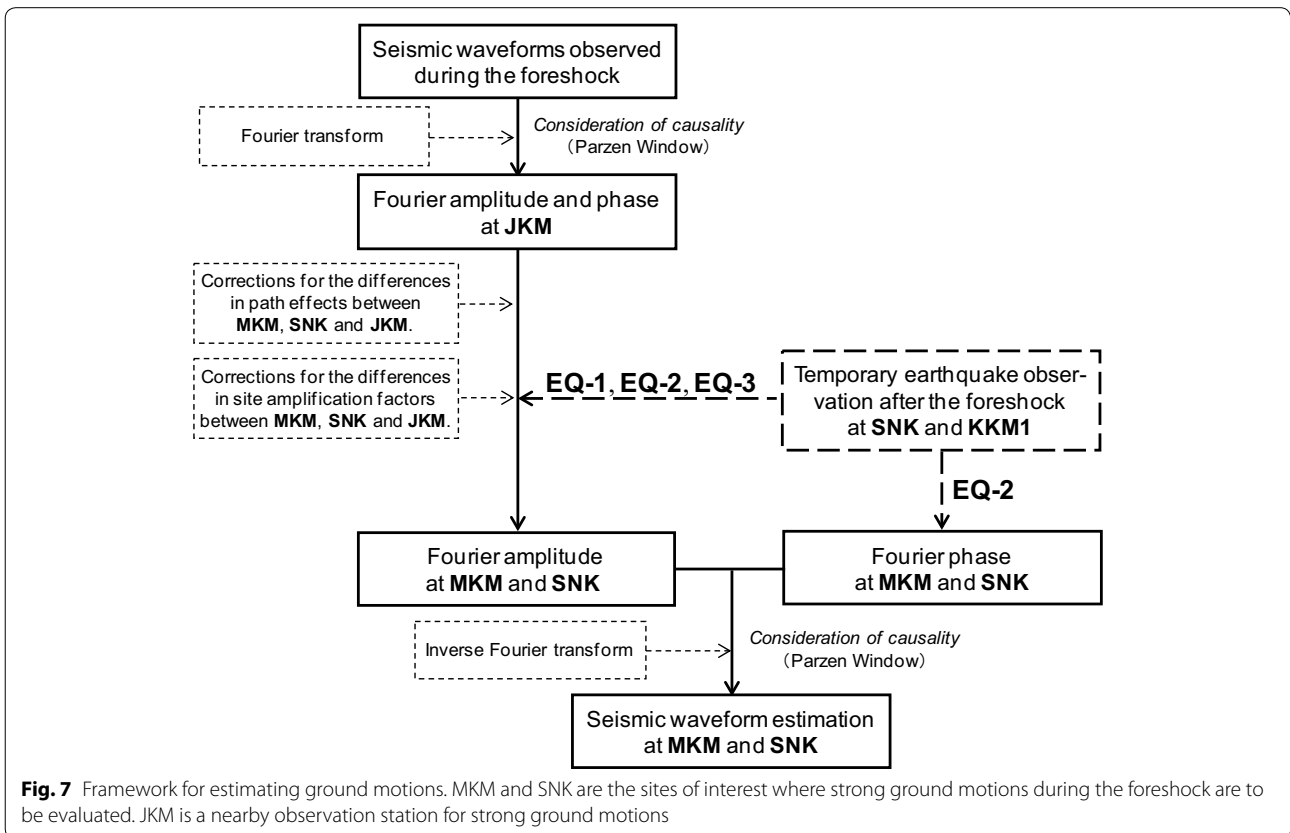 Seismic waveforms observed
during the foreshock
Fourier transform
Consideration of causality
(Parzen Window)
Fourier amplitude and phase
at JKM
Corrections for the differences
in path effects between
MKM, SNK and JKM.
Corrections for the differences
in site amplification factors
between MKM, SNK and JKM.
EQ-1, EQ-2, EQ-3
Temporary earthquake obser-
vation after the foreshock
at SNK and KKM1
EQ-2
Fourier amplitude
at MKM and SNK
Fourier phase
at MKM and SNK
Inverse Fourier transform
Consideration of causality
(Parzen Window)
Seismic waveform estimation
at MKM and SNK
Fig. 7 Framework for estimating ground motions. MKM and SNK are the sites of interest where strong ground motions during the foreshock are to
be evaluated. JKM is a nearby observation station for strong ground motions